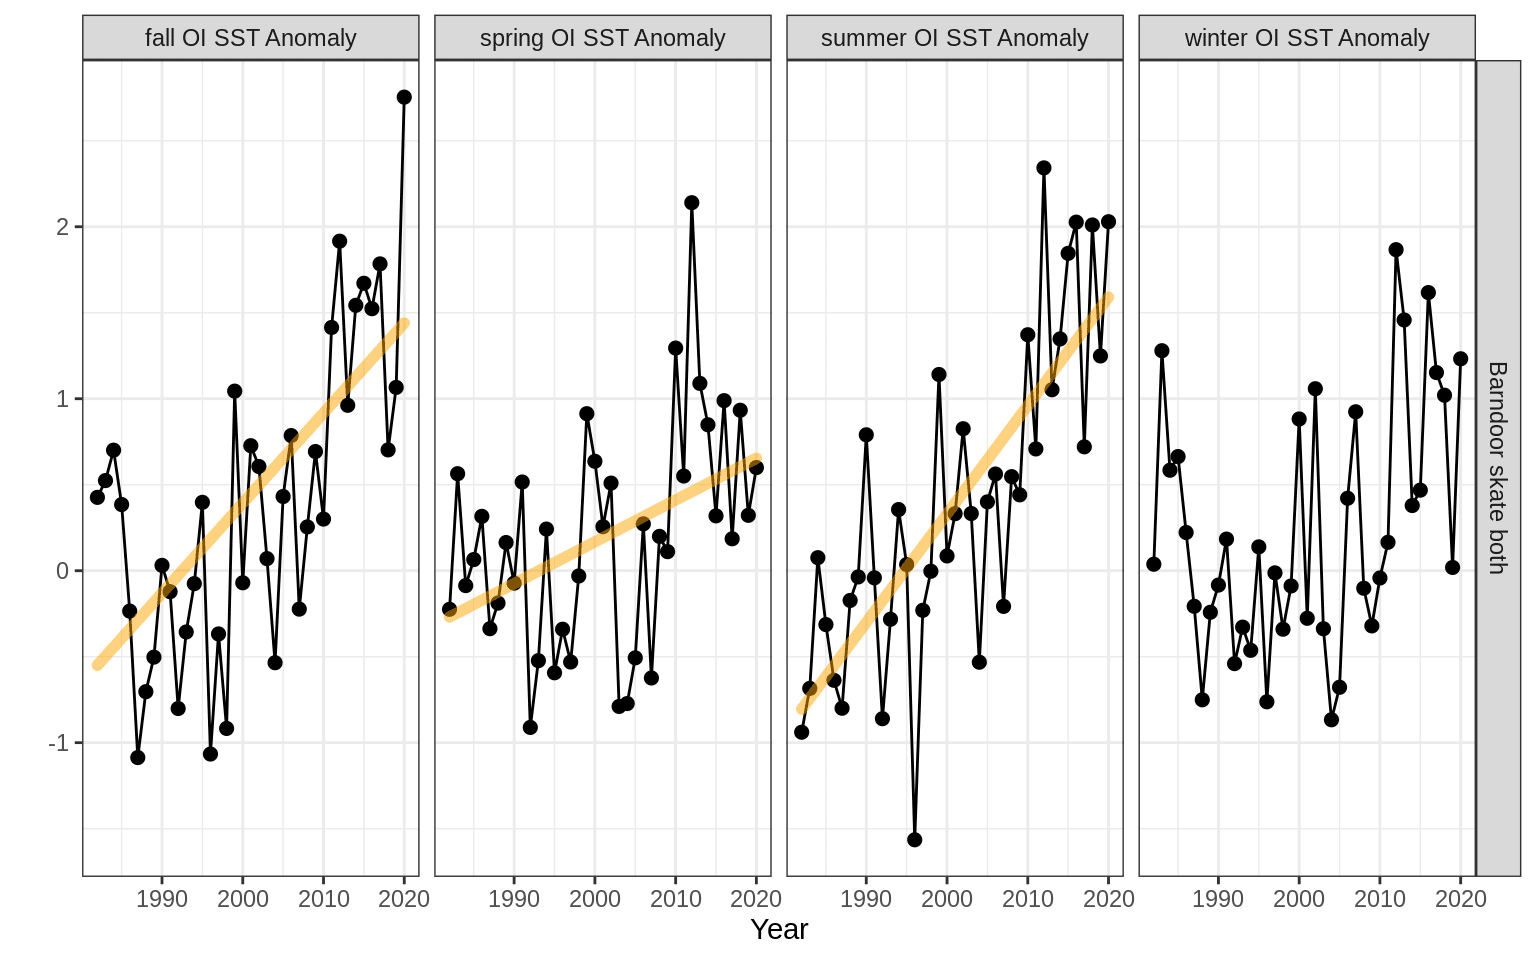 fall OI SST Anomaly
spring OI SST Anomaly
summer OI SST Anomaly
winter OI SST Anomaly
2
1
0
-1
Barndoor skate both
1990 2000 2010 2020
1990 2000 2010 2020
1990 2000 2010 2020
1990 2000 2010 2020
Year